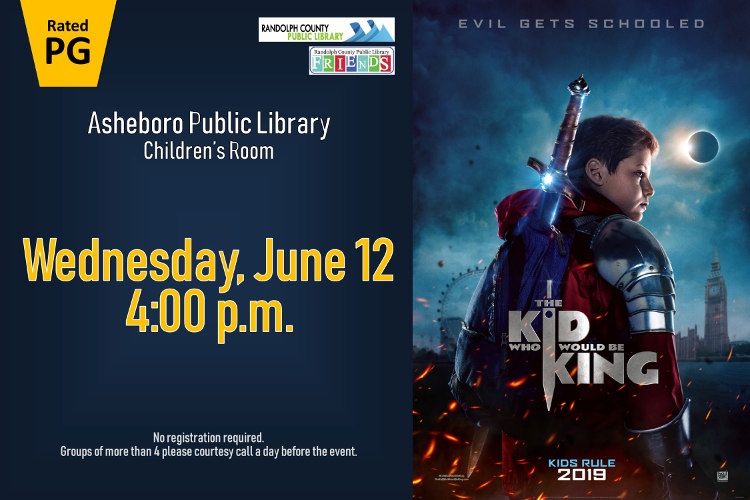 Rated
PG
RANDOLPH COUNTY
PUBLIC LIBRARY
Randolph County Public Library
FRIENDS
Asheboro Public Library
Children's Room
Wednesday, June 12
4:00 p.m.
No registration required.
Groups of more than 4 please courtesy call a day before the event.
EVIL GETS SCHOOLED
THE
KID
WHO WOULD BE
KING
KIDS RULE
2019